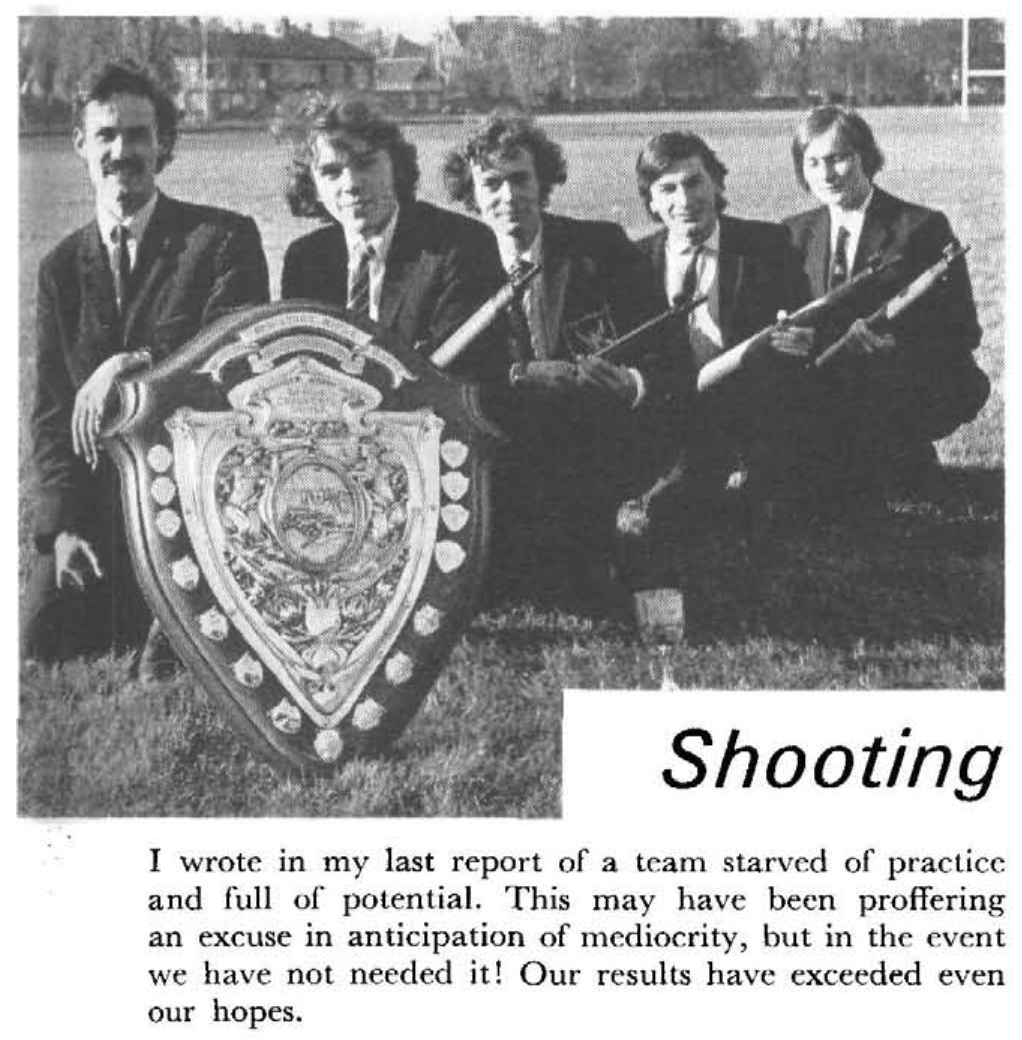 Shooting
I wrote in my last report of a team starved of practice
and full of potential. This may have been proffering
an excuse in anticipation of mediocrity, but in the event
we have not needed it! Our results have exceeded even
our hopes.